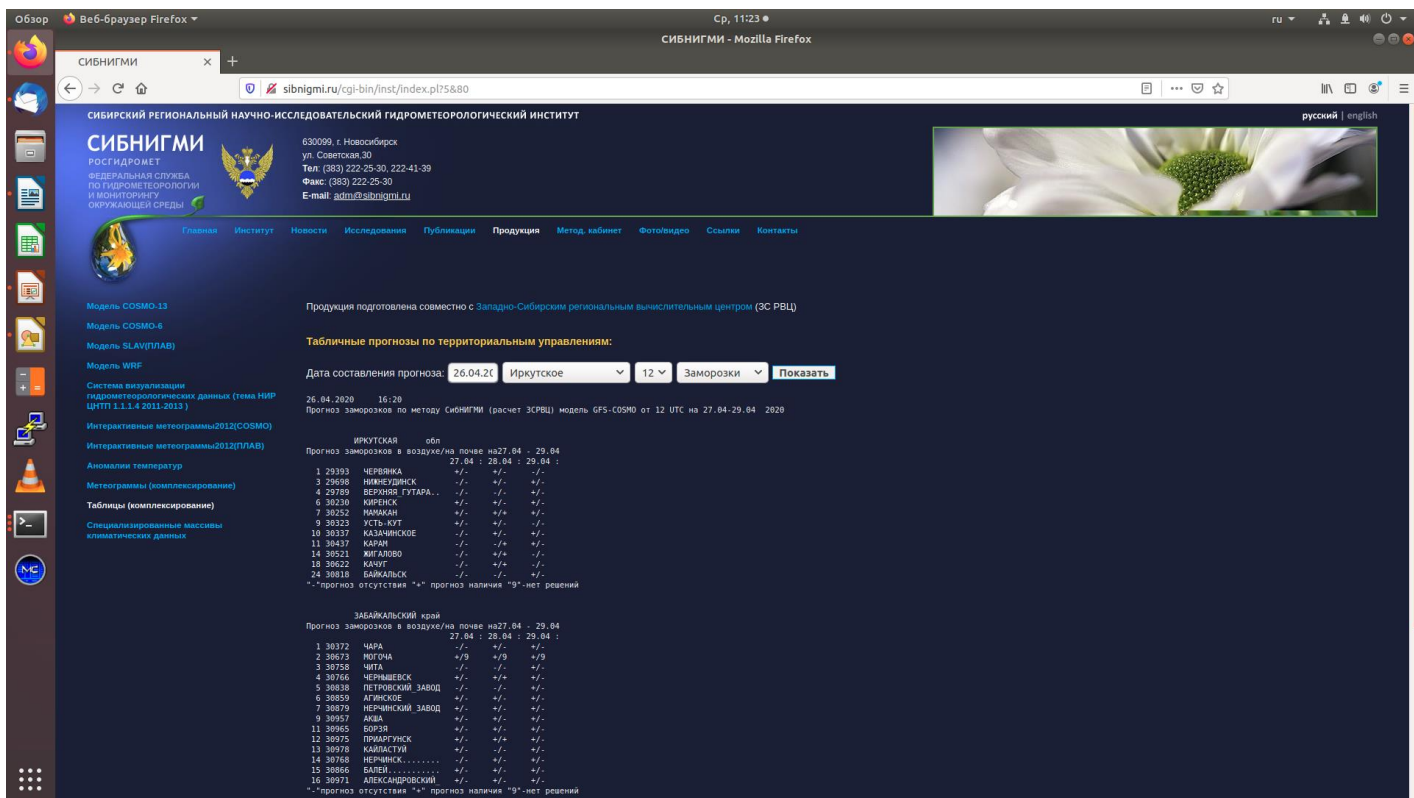 Обзор Веб-браузер Firefox Ср, 11:23 ru
СИБНИГМИ - Mozilla Firefox
СИБНИГМИ
sibnigmi.ru/cgi-bin/inst/index.pl?5&80
СИБИРСКИЙ РЕГИОНАЛЬНЫЙ НАУЧНО-ИССЛЕДОВАТЕЛЬСКИЙ ГИДРОМЕТЕОРОЛОГИЧЕСКИЙ ИНСТИТУТ
русский | english
СИБНИГМИ
РОСГИДРОМЕТ
ФЕДЕРАЛЬНАЯ СЛУЖБА
ПО ГИДРОМЕТЕОРОЛОГИИ
И МОНИТОРИНГУ
ОКРУЖАЮЩЕЙ СРЕДЫ
630099, г. Новосибирск
ул. Советская,30
Тел: (383) 222-25-30, 222-41-39
Факс: (383) 222-25-30
E-mail: adm@sibnigmi.ru
Главная Институт Новости Исследования Публикации Продукция Метод. кабинет Фото/видео Ссылки Контакты
Модель COSMO-13
Модель COSMO-6
Модель SLAV(ПЛАВ)
Модель WRF
Система визуализации
гидрометеорологических данных (тема НИР
ЦНТП 1.1.1.4 2011-2013 )
Интерактивные метеограммы2012(COSMO)
Интерактивные метеограммы2012(ПЛАВ)
Аномалии температур
Метеограммы (комплексирование)
Таблицы (комплексирование)
Специализированные массивы
климатических данных
Продукция подготовлена совместно с Западно-Сибирским региональным вычислительным центром (ЗС РВЦ)
Табличные прогнозы по территориальным управлениям:
Дата составления прогноза: 26.04.20 Иркутское 12 Заморозки Показать
26.04.2020 16:20
Прогноз заморозков по методу СибНИГМИ (расчет ЗСРВЦ) модель GFS-COSMO от 12 UTC на 27.04-29.04 2020
ИРКУТСКАЯ обл
Прогноз заморозков в воздухе/на почве на27.04 - 29.04
27.04 : 28.04 : 29.04 :
1 29393 ЧЕРВЯНКА +/- +/- -/-
3 29698 НИЖНЕУДИНСК -/- +/- +/-
4 29789 ВЕРХНЯЯ_ГУТАРА.. -/- -/- +/-
6 30230 КИРЕНСК +/- +/- +/-
7 30252 МАМАКАН +/- +/+ +/-
9 30323 УСТЬ-КУТ +/- +/- -/-
10 30337 КАЗАЧИНСКОЕ -/- +/- +/-
11 30437 КАРАМ -/- -/+ +/-
14 30521 ЖИГАЛОВО -/- +/+ -/-
18 30622 КАЧУГ -/- +/+ -/-
24 30818 БАЙКАЛЬСК -/- -/- +/-
"-"прогноз отсутствия "+" прогноз наличия "9"-нет решений
ЗАБАЙКАЛЬСКИЙ край
Прогноз заморозков в воздухе/на почве на27.04 - 29.04
27.04 : 28.04 : 29.04 :
1 30372 ЧАРА -/- +/- +/-
2 30673 МОГОЧА +/9 +/9 +/9
3 30758 ЧИТА -/- -/- +/-
4 30766 ЧЕРНЫШЕВСК +/- +/+ +/-
5 30838 ПЕТРОВСКИЙ_ЗАВОД -/- -/- +/-
6 30859 АГИНСКОЕ +/- +/- +/-
7 30879 НЕРЧИНСКИЙ_ЗАВОД +/- +/- +/-
9 30957 АКША +/- +/- +/-
11 30965 БОРЗЯ +/- +/- +/-
12 30975 ПРИАРГУНСК +/- +/+ +/-
13 30978 КАЙЛАСТУЙ +/- -/- +/-
14 30768 НЕРЧИНСК........ -/- +/- +/-
15 30866 БАЛЕЙ........... +/- +/- +/-
16 30971 АЛЕКСАНДРОВСКИЙ_ +/- +/- +/-
"-"прогноз отсутствия "+" прогноз наличия "9"-нет решений